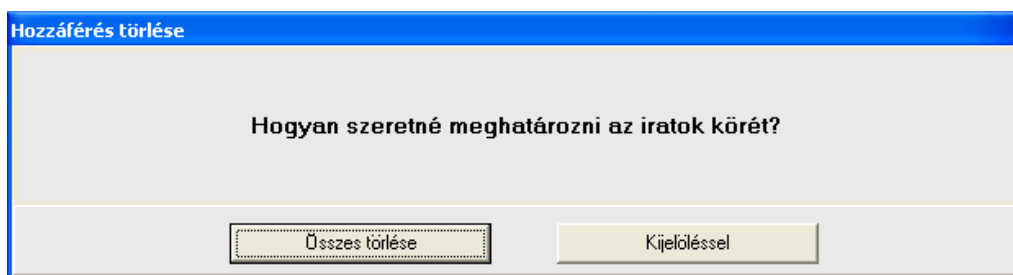 Hozzáférés törlése
Hogyan szeretné meghatározni az iratok körét?
Összes törlése
Kijelöléssel